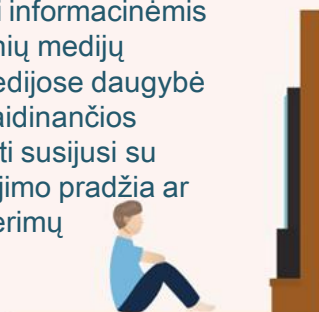 informacinėmis
nių medijų
edijose daugybė
aidinančios
ti susijusi su
jimo pradžia ar
erimų